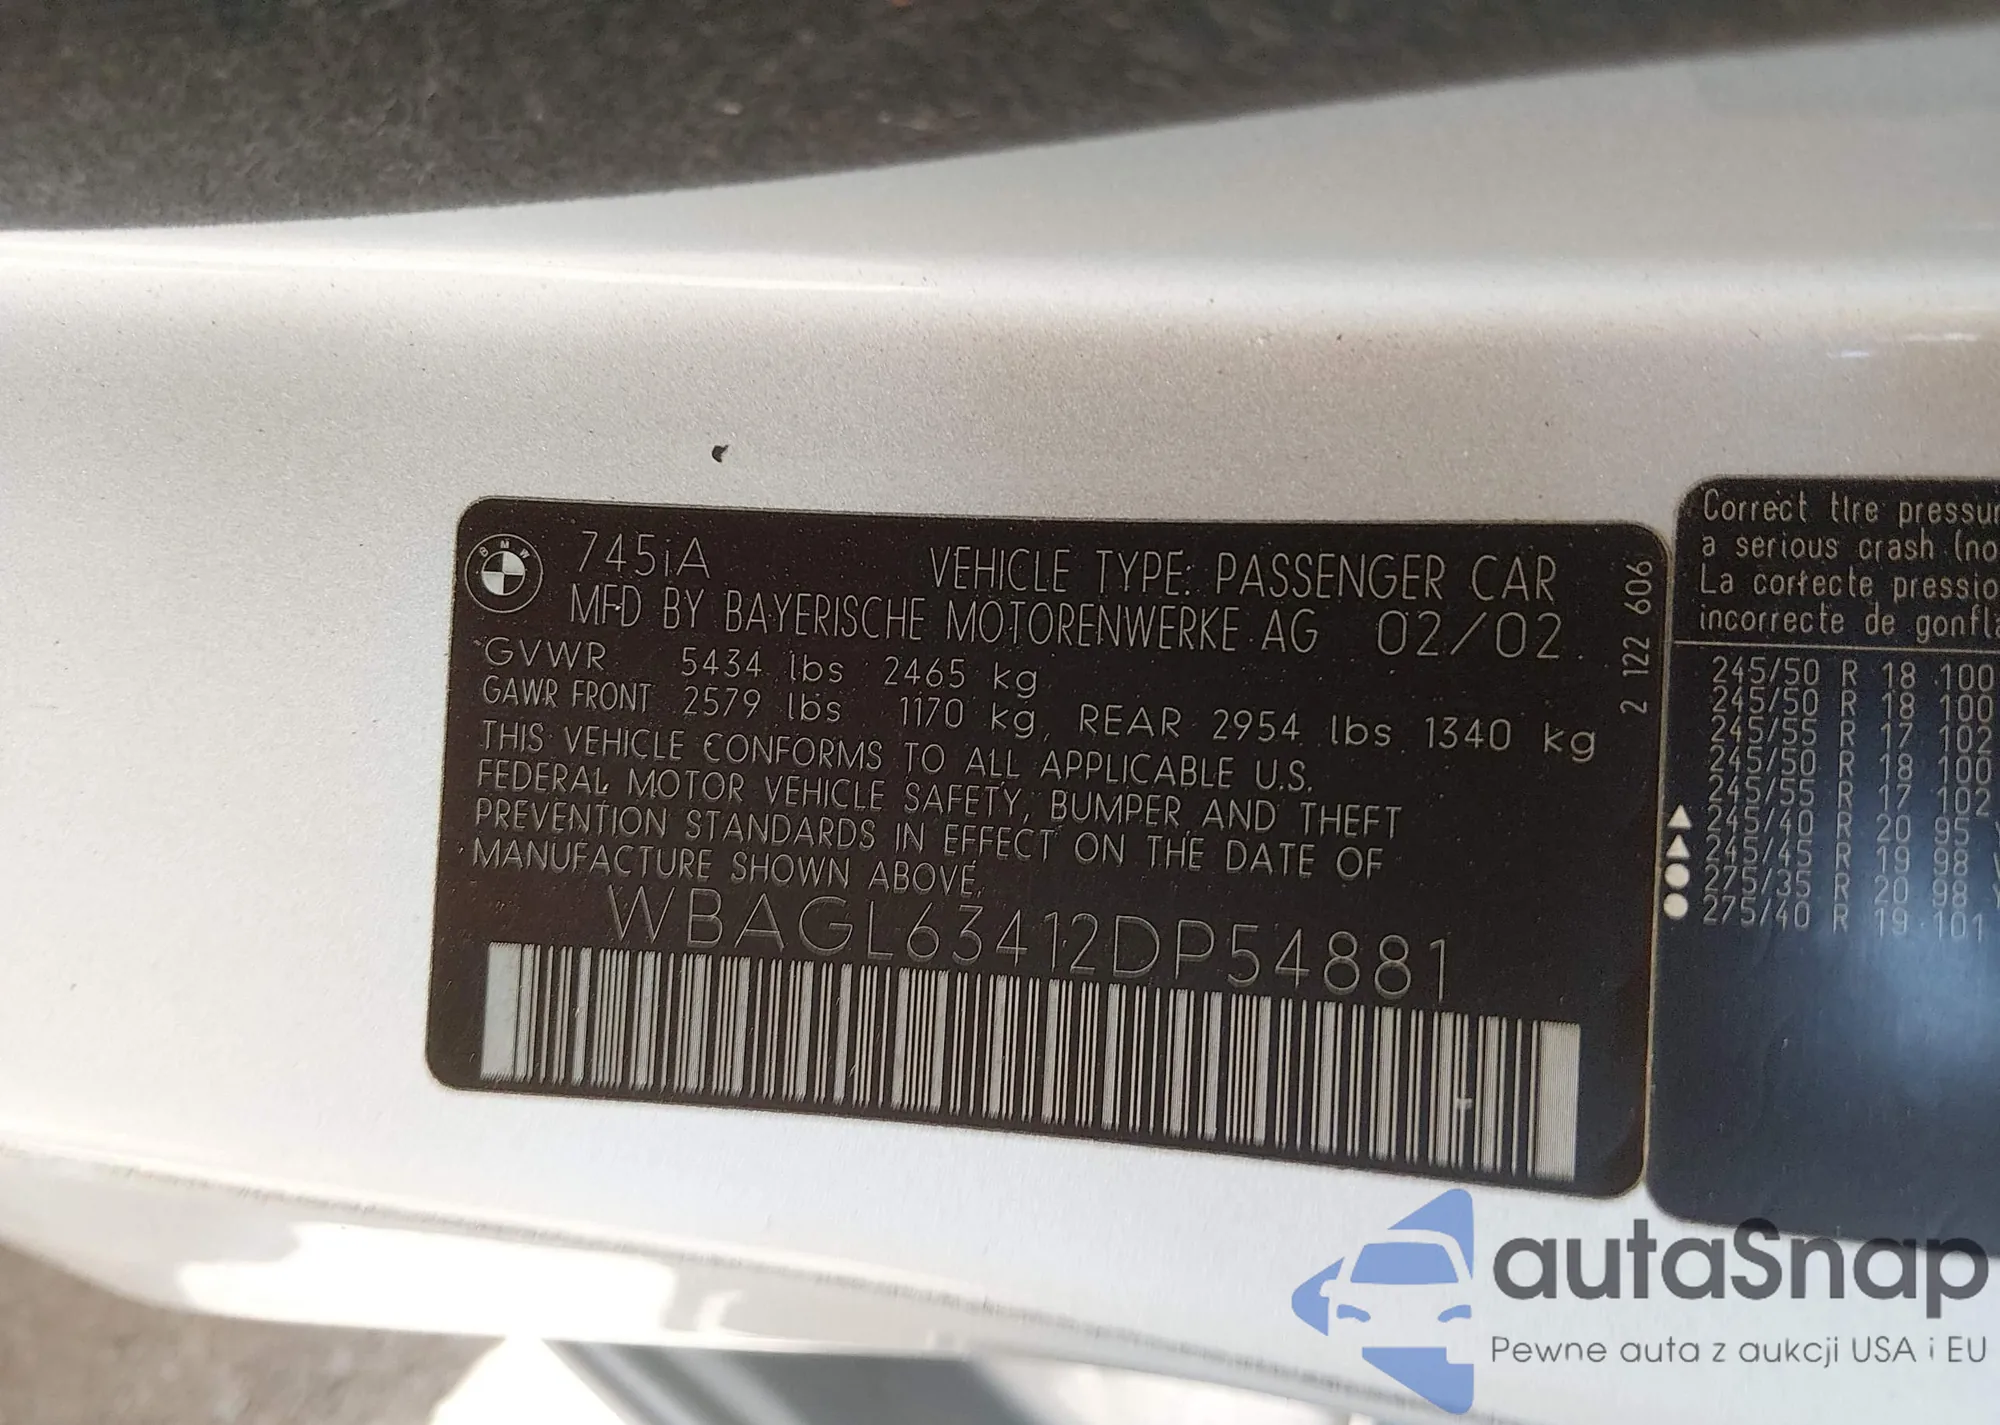 BMW
745iA VEHICLE TYPE: PASSENGER CAR
MFD BY BAYERISCHE MOTORENWERKE AG 02/02
GVWR 5434 lbs 2465 kg
GAWR FRONT 2579 lbs 1170 kg, REAR 2954 lbs 1340 kg
THIS VEHICLE CONFORMS TO ALL APPLICABLE U.S.
FEDERAL MOTOR VEHICLE SAFETY, BUMPER, AND THEFT
PREVENTION STANDARDS IN EFFECT ON THE DATE OF
MANUFACTURE SHOWN ABOVE,
WBAGL63412DP54881
2 122 606
Correct tire pressur
a serious crash (no
La correcte pressio
incorrecte de gonfla
245/50 R 18 100
245/50 R 18 100
245/55 R 17 102
245/50 R 18 100
245/55 R 17 102
245/40 R 20 95
245/45 R 19 98
275/35 R 20 98
275/40 R 19 101
autaSnap
Pewne auta z aukcji USA i EU